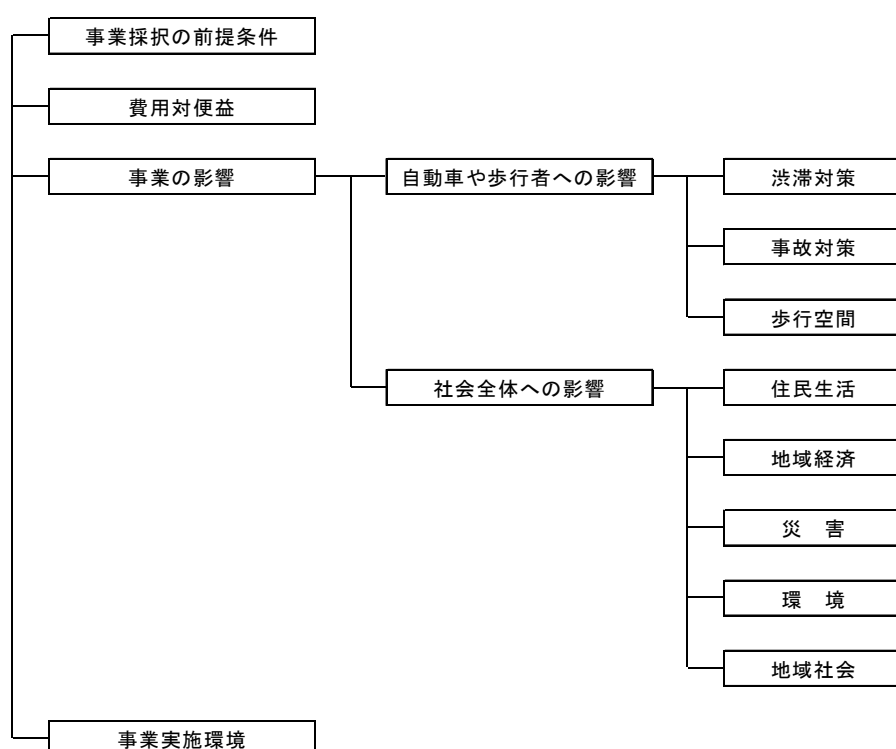 事業採択の前提条件
費用対便益
事業の影響
自動車や歩行者への影響
渋滞対策
事故対策
歩行空間
社会全体への影響
住民生活
地域経済
災　害
環　境
地域社会
事業実施環境